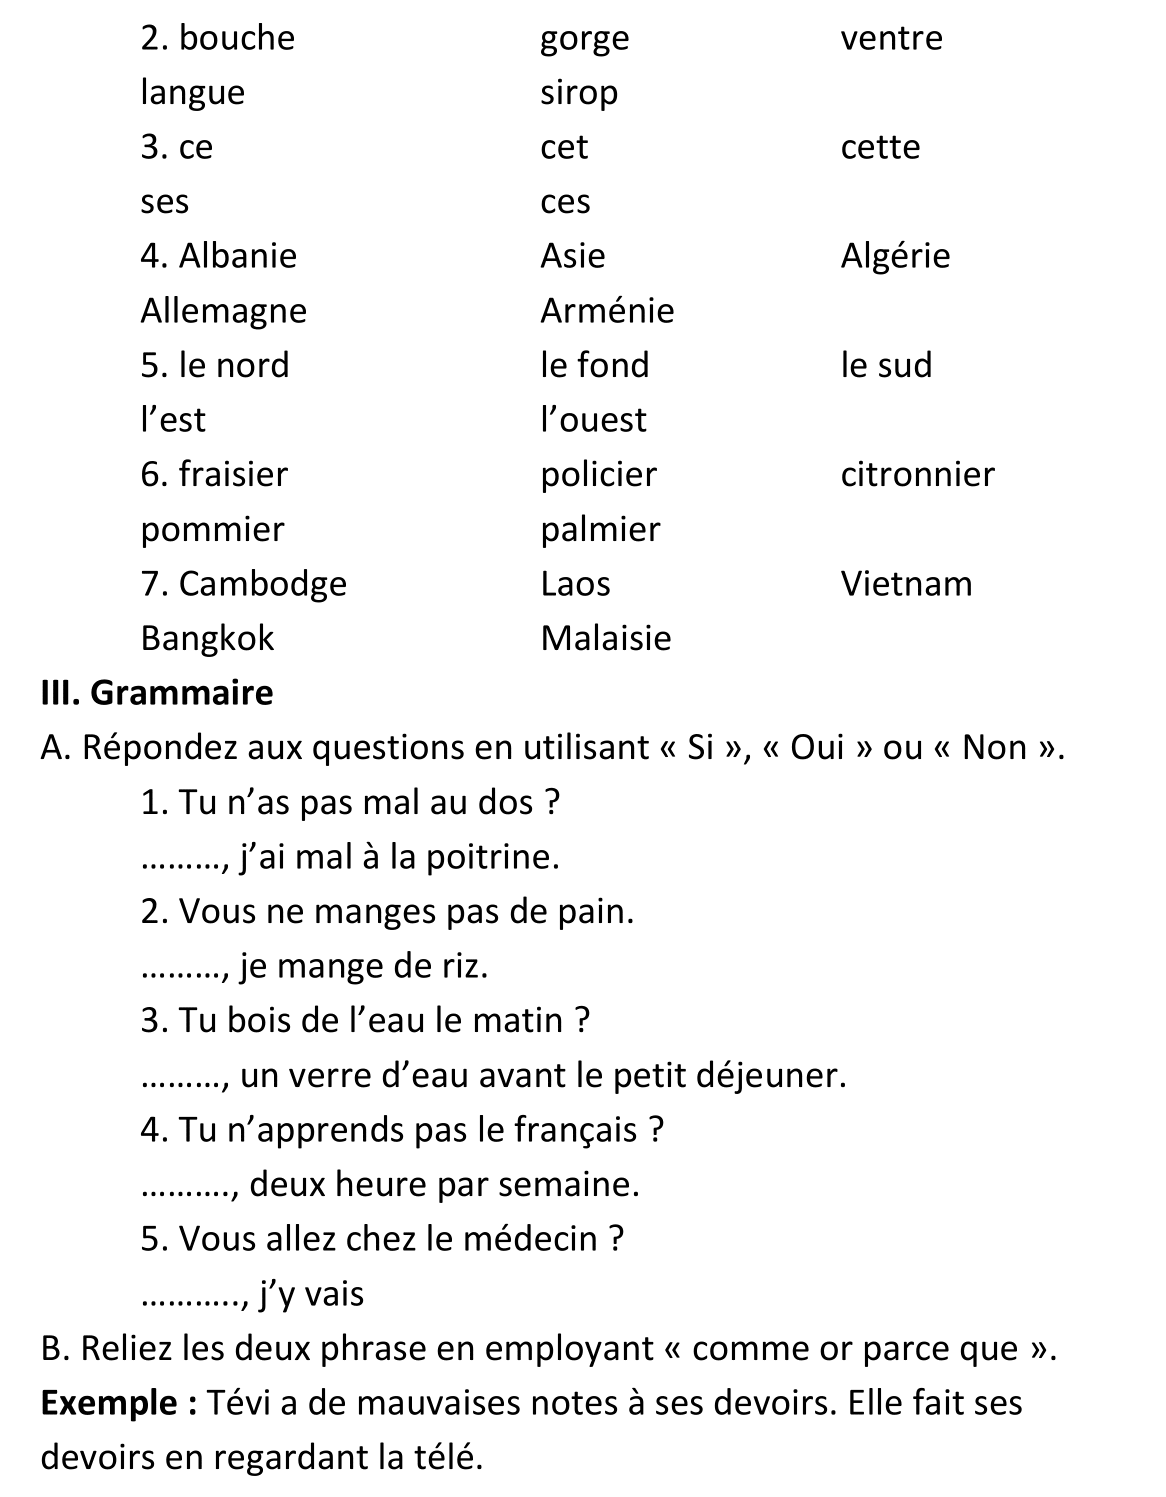 2. bouche gorge ventre
langue sirop
3. ce cet cette
ses ces
4. Albanie Asie Algérie
Allemagne Arménie
5. le nord le fond le sud
l’est l’ouest
6. fraisier policier citronnier
pommier palmier
7. Cambodge Laos Vietnam
Bangkok Malaisie
III. Grammaire
A. Répondez aux questions en utilisant « Si », « Oui » ou « Non ».
1. Tu n’as pas mal au dos ?
………, j’ai mal à la poitrine.
2. Vous ne manges pas de pain.
………, je mange de riz.
3. Tu bois de l’eau le matin ?
………, un verre d’eau avant le petit déjeuner.
4. Tu n’apprends pas le français ?
………., deux heure par semaine.
5. Vous allez chez le médecin ?
……….., j’y vais
B. Reliez les deux phrase en employant « comme or parce que ».
Exemple : Tévi a de mauvaises notes à ses devoirs. Elle fait ses
devoirs en regardant la télé.